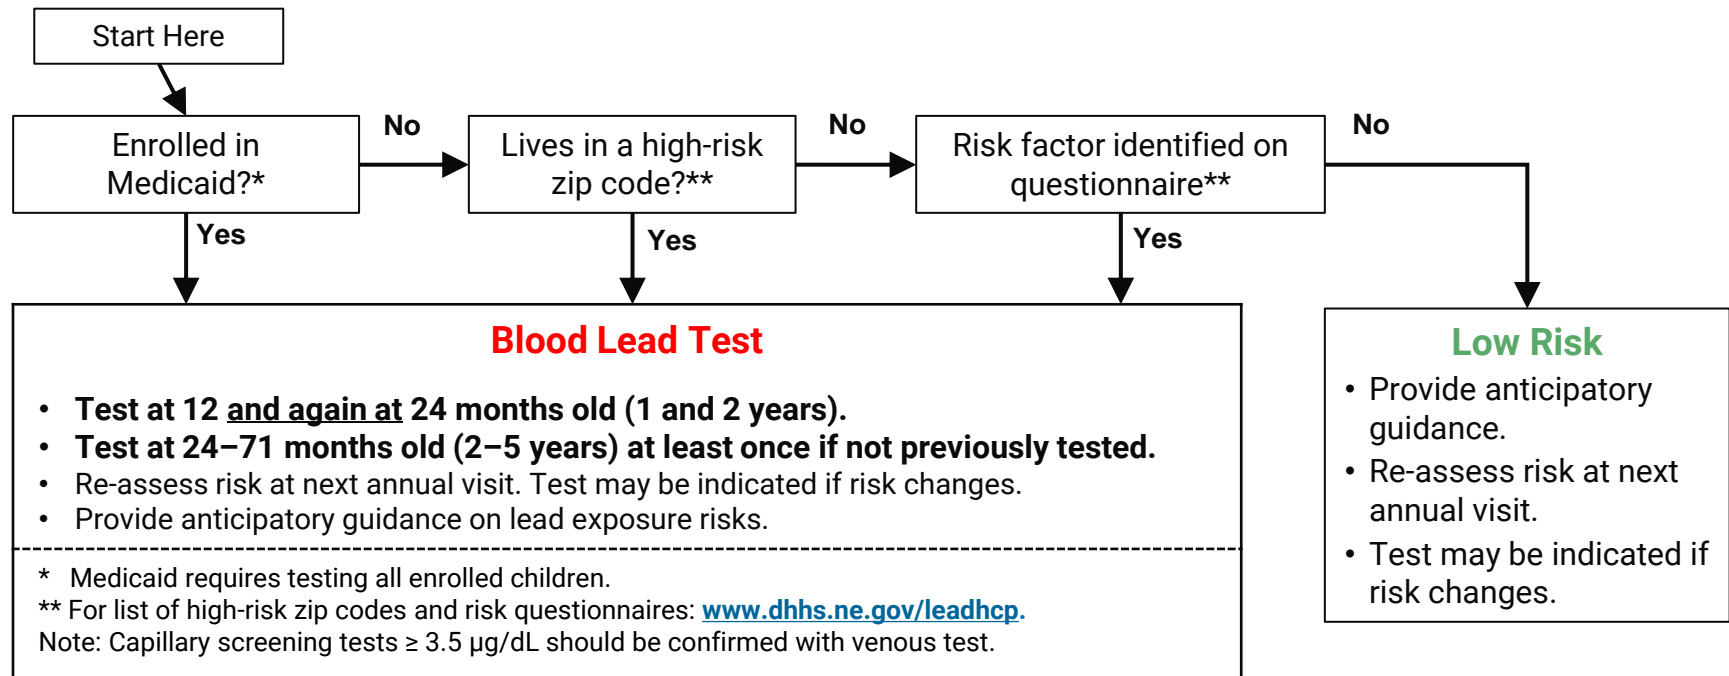 Start Here
Enrolled in
Medicaid?*
No
Lives in a high-risk
zip code?**
No
Risk factor identified on
questionnaire**
No
Yes
Yes
Yes
Blood Lead Test
• Test at 12 and again at 24 months old (1 and 2 years).
• Test at 24–71 months old (2–5 years) at least once if not previously tested.
• Re-assess risk at next annual visit. Test may be indicated if risk changes.
• Provide anticipatory guidance on lead exposure risks.
* Medicaid requires testing all enrolled children.
** For list of high-risk zip codes and risk questionnaires: www.dhhs.ne.gov/leadhcp.
Note: Capillary screening tests ≥ 3.5 µg/dL should be confirmed with venous test.
Low Risk
• Provide anticipatory
guidance.
• Re-assess risk at next
annual visit.
• Test may be indicated if
risk changes.